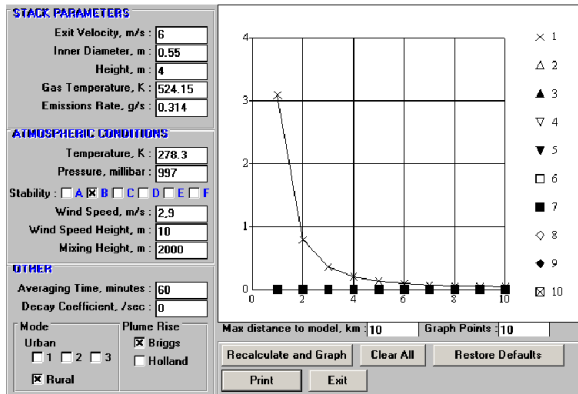 STACK PARAMETERS
Exit Velocity, m/s : 6
Inner Diameter, m : 0.55
Height, m : 4
Gas Temperature, K : 524.15
Emissions Rate, g/s : 0.314
ATMOSPHERIC CONDITIONS
Temperature, K : 278.3
Pressure, millibar : 997
Stability : A B C D E F
Wind Speed, m/s : 2,9
Wind Speed Height, m : 10
Mixing Height, m : 2000
OTHER
Averaging Time, minutes : 60
Decay Coefficient, /sec : 0
Mode
Urban
1 2 3
Rural
Plume Rise
Briggs
Holland
4
3
2
1
0
0 2 4 6 8 10
1
2
3
4
5
6
7
8
9
10
Max distance to model, km : 10 Graph Points : 10
Recalculate and Graph Clear All Restore Defaults
Print Exit